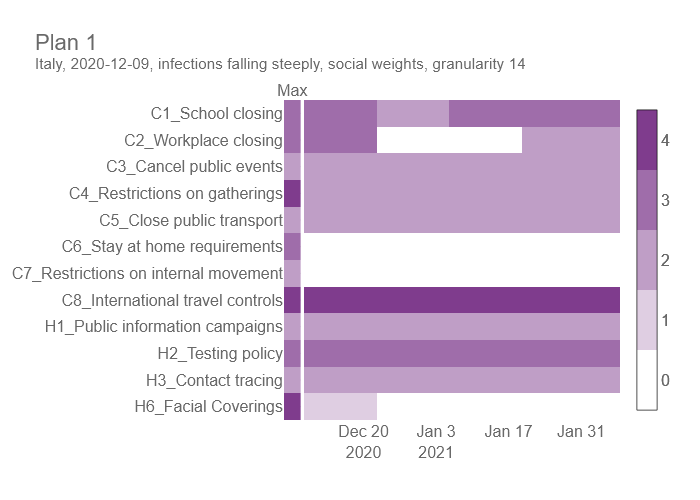 Plan 1
Italy, 2020-12-09, infections falling steeply, social weights, granularity 14
Max
C1_School closing
C2_Workplace closing
C3_Cancel public events
C4_Restrictions on gatherings
C5_Close public transport
C6_Stay at home requirements
C7_Restrictions on internal movement
C8_International travel controls
H1_Public information campaigns
H2_Testing policy
H3_Contact tracing
H6_Facial Coverings
4
3
2
1
0
Dec 20 Jan 3 Jan 17 Jan 31
2020 2021